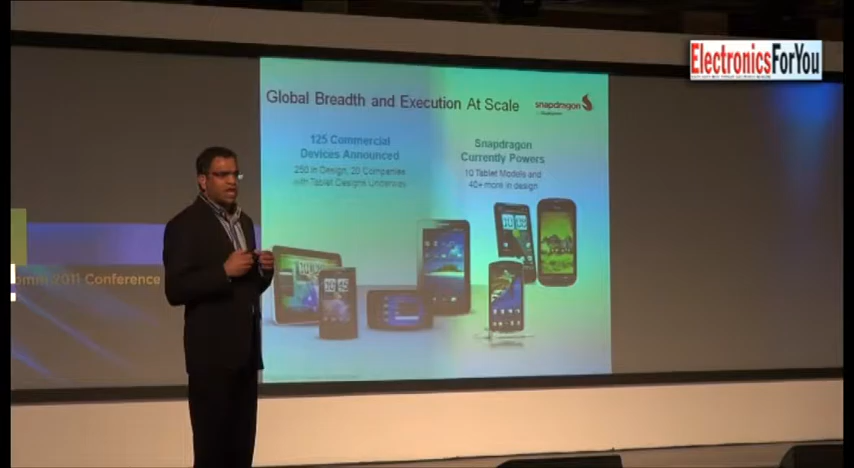 ElectronicsForYou
Global Breadth and Execution At Scale
snapdragon
125 Commercial
Devices Announced
250 in Design, 20 Companies
with Tablet Designs Underway
Snapdragon
Currently Powers
10 Tablet Models and
40+ more in design
2011 Conference